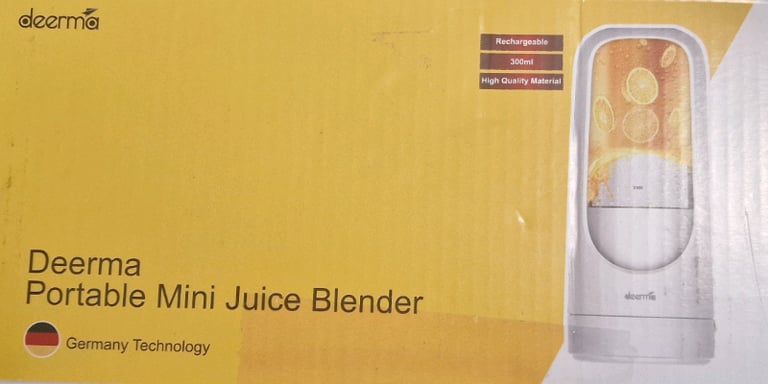 deerma
Rechargeable
300ml
High Quality Material
deerma
Deerma
Portable Mini Juice Blender
Germany Technology